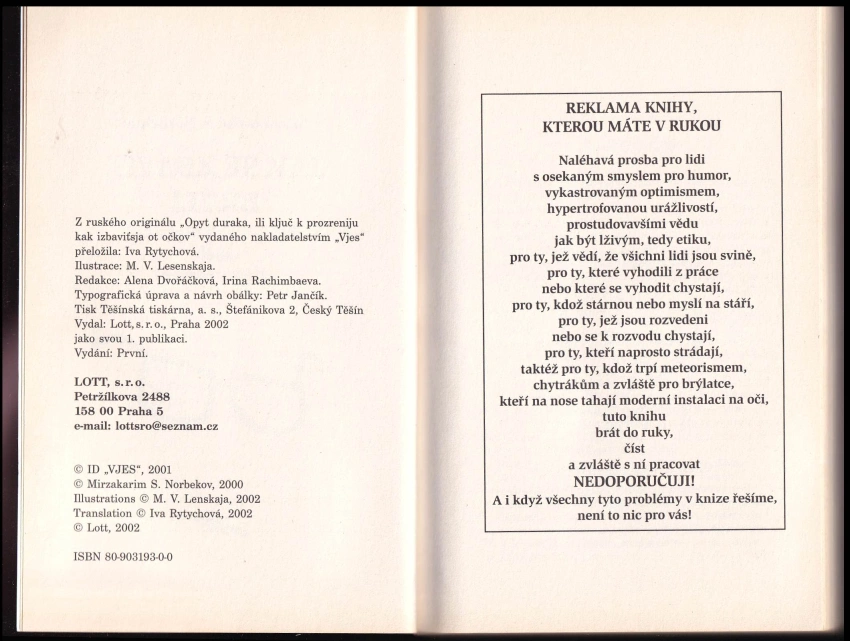 Z ruského originálu „Opyt duraka, ili ključ k prozreniju
kak izbaviťsja ot očkov“ vydaného nakladatelstvím „Vjes“
přeložila: Iva Rytychová.
Ilustrace: M. V. Lesenskaja.
Redakce: Alena Dvořáčková, Irina Rachimbaeva.
Typografická úprava a návrh obálky: Petr Jančík.
Tisk Těšínská tiskárna, a. s., Štefánikova 2, Český Těšín
Vydal: Lott, s. r. o., Praha 2002
jako svou 1. publikaci.
Vydání: První.
LOTT, s. r. o.
Petržílkova 2488
158 00 Praha 5
e-mail: lottsro@seznam.cz
© ID „VJES“, 2001
© Mirzakarim S. Norbekov, 2000
Illustrations © M. V. Lenskaja, 2002
Translation © Iva Rytychová, 2002
© Lott, 2002
ISBN 80-903193-0-0
REKLAMA KNIHY,
KTEROU MÁTE V RUKOU
Naléhavá prosba pro lidi
s osekaným smyslem pro humor,
vykastrovaným optimismem,
hypertrofovanou urážlivostí,
prostudovavšími vědu
jak být lživým, tedy etiku,
pro ty, jež vědí, že všichni lidi jsou svině,
pro ty, které vyhodili z práce
nebo které se vyhodit chystají,
pro ty, kdož stárnou nebo myslí na stáří,
pro ty, jež jsou rozvedeni
nebo se k rozvodu chystají,
pro ty, kteří naprosto strádají,
taktéž pro ty, kdož trpí meteorismem,
chytrákům a zvláště pro brýlatce,
kteří na nose tahají moderní instalaci na oči,
tuto knihu
brát do ruky,
číst
a zvláště s ní pracovat
NEDOPORUČUJI!
A i když všechny tyto problémy v knize řešíme,
není to nic pro vás!